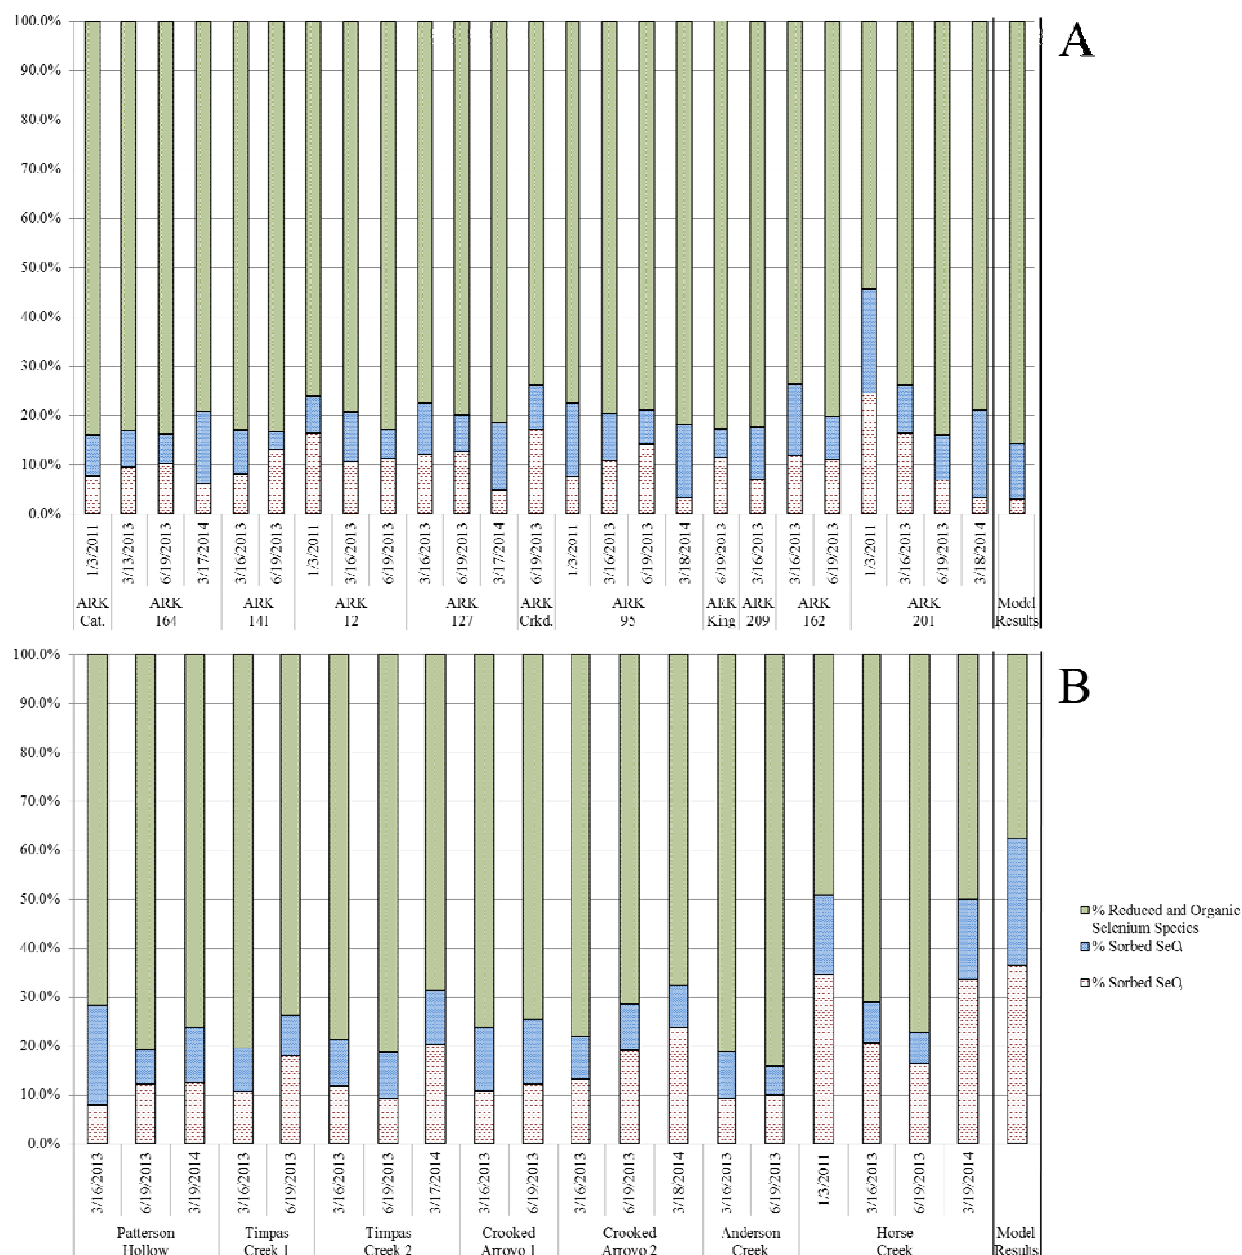 100.0%
90.0%
80.0%
70.0%
60.0%
50.0%
40.0%
30.0%
20.0%
10.0%
0.0%
A
1/3/2011
3/13/2013
6/19/2013
3/17/2014
3/16/2013
6/19/2013
1/3/2011
3/16/2013
6/19/2013
3/16/2013
6/19/2013
3/17/2014
6/19/2013
1/3/2011
3/16/2013
6/19/2013
3/18/2014
6/19/2013
3/16/2013
3/16/2013
6/19/2013
1/3/2011
3/16/2013
6/19/2013
3/18/2014
ARK Cat.
ARK 164
ARK 141
ARK 12
ARK 127
ARK Crkd.
ARK 95
ARK King
ARK 209
ARK 162
ARK 201
Model Results
100.0%
90.0%
80.0%
70.0%
60.0%
50.0%
40.0%
30.0%
20.0%
10.0%
0.0%
B
% Reduced and Organic
Selenium Species
% Sorbed SeO
% Sorbed SeO
3/16/2013
6/19/2013
3/19/2014
3/16/2013
6/19/2013
3/16/2013
6/19/2013
3/17/2014
3/16/2013
6/19/2013
3/16/2013
6/19/2013
3/18/2014
3/16/2013
6/19/2013
1/3/2011
3/16/2013
6/19/2013
3/19/2014
Patterson Hollow
Timpas Creek 1
Timpas Creek 2
Crooked Arroyo 1
Crooked Arroyo 2
Anderson Creek
Horse Creek
Model Results